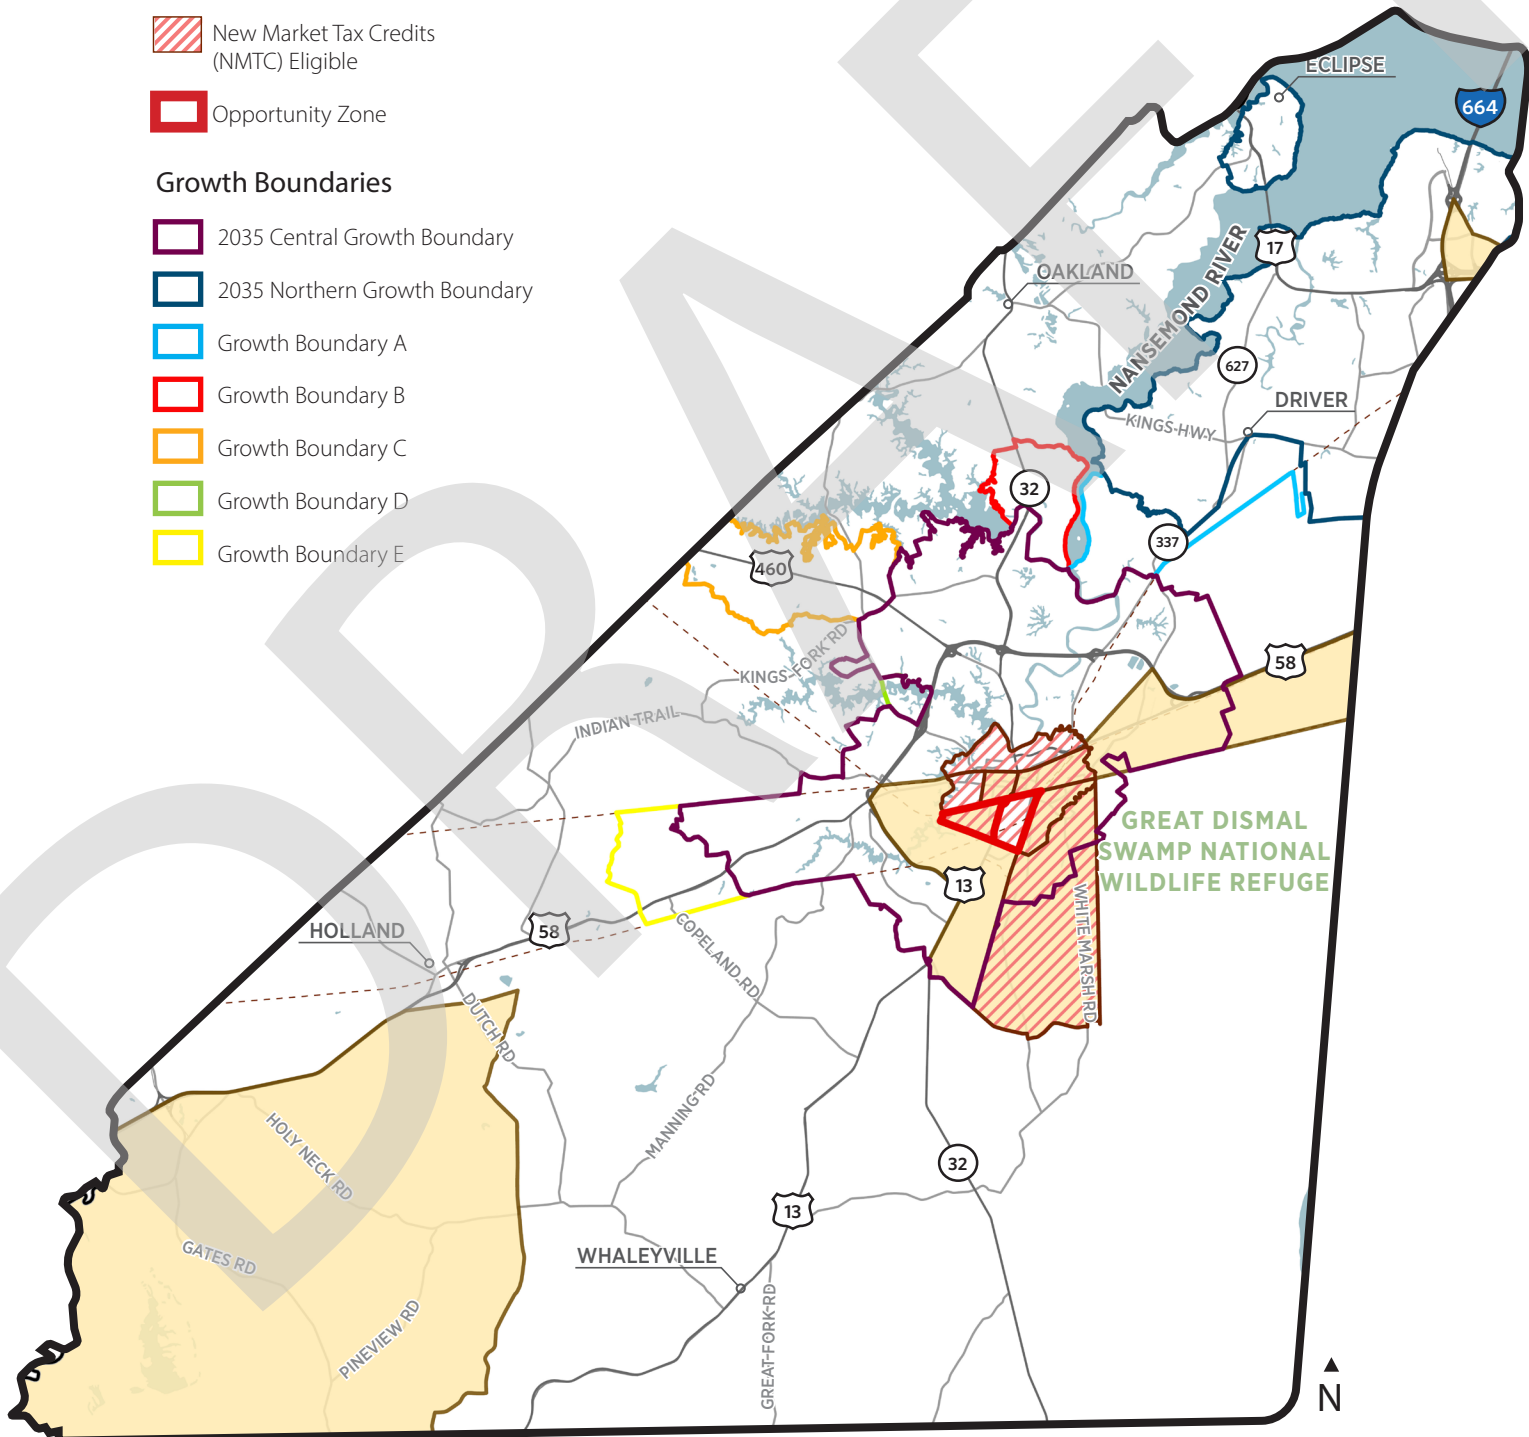 New Market Tax Credits
(NMTC) Eligible
Opportunity Zone
Growth Boundaries
2035 Central Growth Boundary
2035 Northern Growth Boundary
Growth Boundary A
Growth Boundary B
Growth Boundary C
Growth Boundary D
Growth Boundary E
ECLIPSE
664
17
OAKLAND
NANSEMOND RIVER
627
DRIVER
KINGS HWY
32
337
460
KINGS FORK RD
58
INDIAN TRAIL
GREAT DISMAL
SWAMP NATIONAL
WILDLIFE REFUGE
13
WHITE MARSH RD
HOLLAND
58
COPELAND RD
DUTCH RD
MANNING RD
HOLY NECK RD
32
13
GATES RD
WHALEYVILLE
PINEVIEW RD
GREAT FORK RD
N
DRAFT